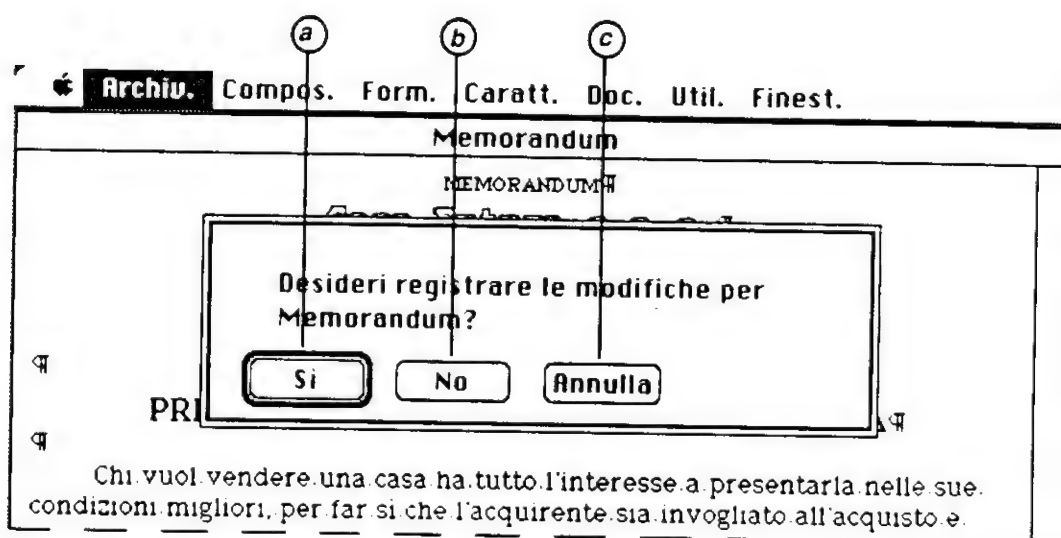 a b c
Archiv. Compos. Form. Caratt. Doc. Util. Finest.
Memorandum
MEMORANDUM¶
Desideri registrare le modifiche per
Memorandum?
¶
Si No Annulla
PRI A¶
¶
Chi vuol vendere una casa ha tutto l'interesse a presentarla nelle sue
condizioni migliori, per far si che l'acquirente sia invogliato all'acquisto e